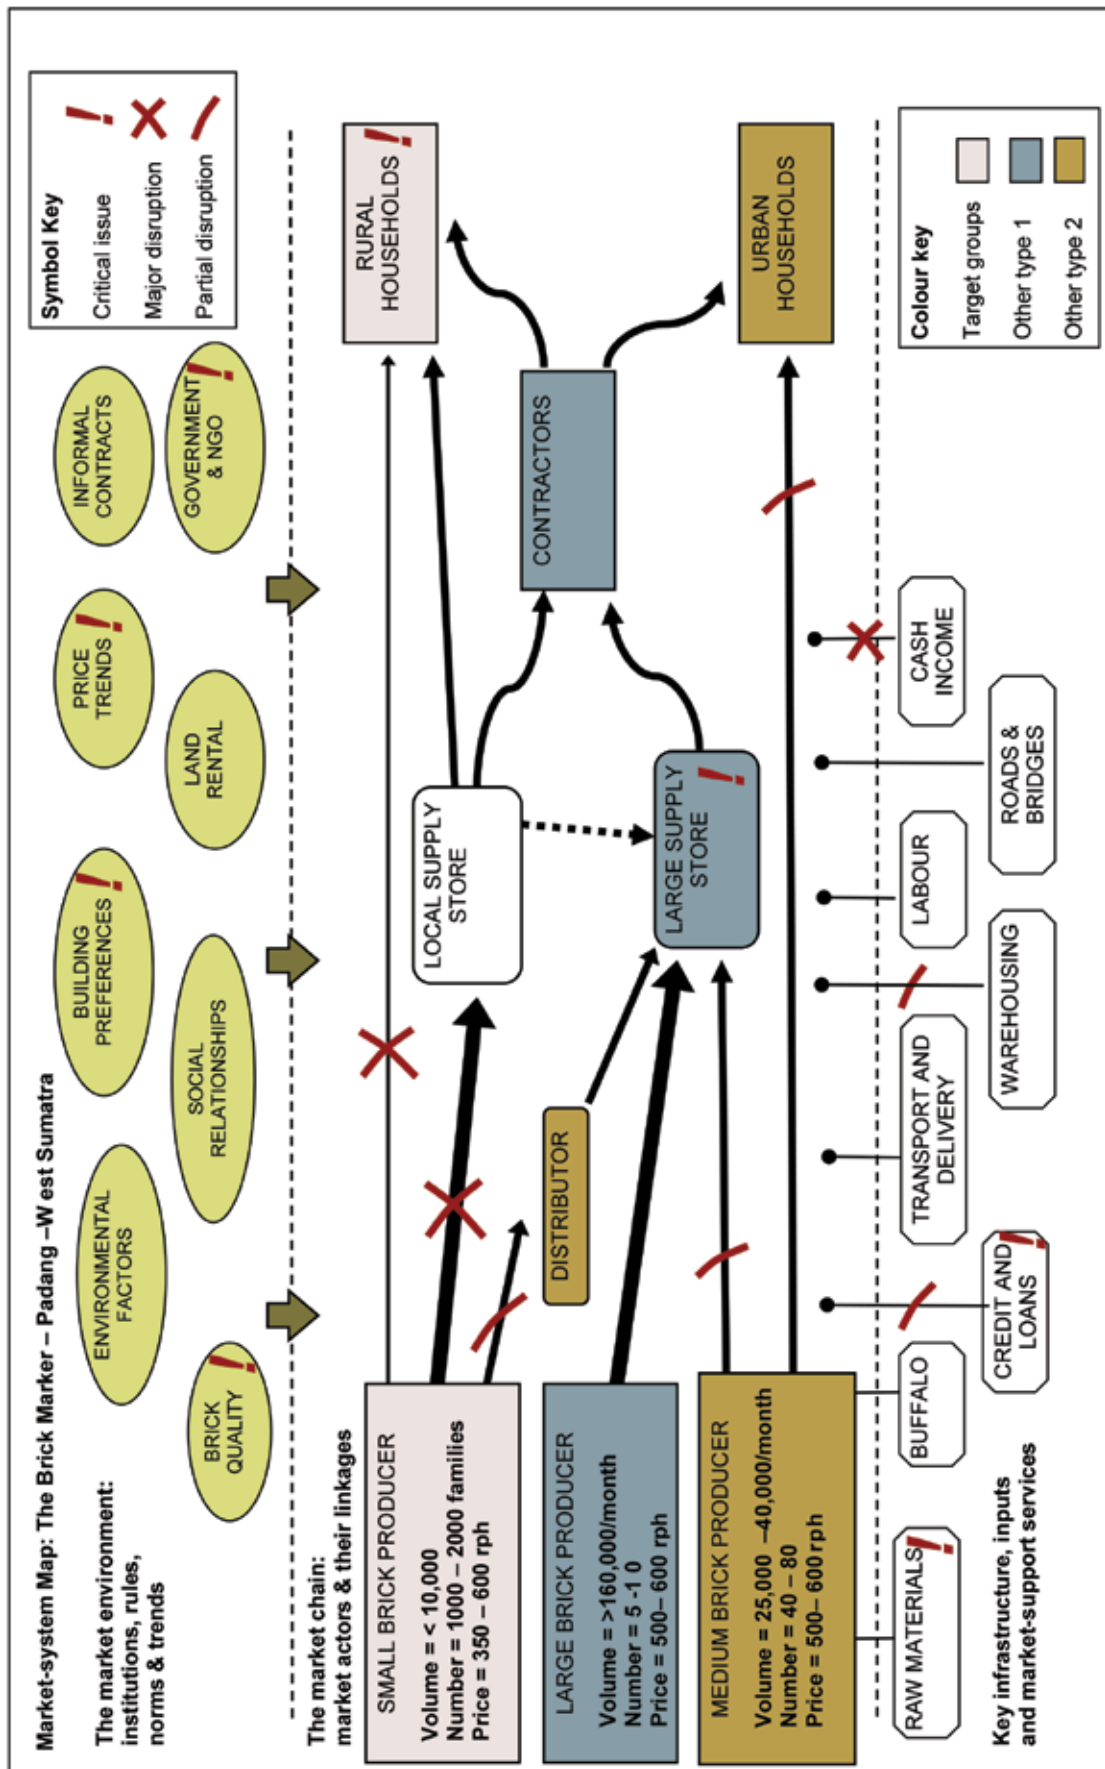 Market-system Map: The Brick Marker – Padang –W est Sumatra
The market environment:
institutions, rules,
norms & trends
BRICK
QUALITY
ENVIRONMENTAL
FACTORS
SOCIAL
RELATIONSHIPS
BUILDING
PREFERENCES
LAND
RENTAL
PRICE
TRENDS
INFORMAL
CONTRACTS
GOVERNMENT
& NGO
Symbol Key
Critical issue
Major disruption
Partial disruption
The market chain:
market actors & their linkages
SMALL BRICK PRODUCER
Volume = < 10,000
Number = 1000 – 2000 families
Price = 350 – 600 rph
LARGE BRICK PRODUCER
Volume = >160,000/month
Number = 5 -1 0
Price = 500– 600 rph
MEDIUM BRICK PRODUCER
Volume = 25,000 –40,000/month
Number = 40 – 80
Price = 500– 600 rph
DISTRIBUTOR
LOCAL SUPPLY
STORE
LARGE SUPPLY
STORE
CONTRACTORS
RURAL
HOUSEHOLDS
URBAN
HOUSEHOLDS
RAW MATERIALS
BUFFALO
CREDIT AND
LOANS
TRANSPORT AND
DELIVERY
WAREHOUSING
LABOUR
ROADS &
BRIDGES
CASH
INCOME
Key infrastructure, inputs
and market-support services
Colour key
Target groups
Other type 1
Other type 2